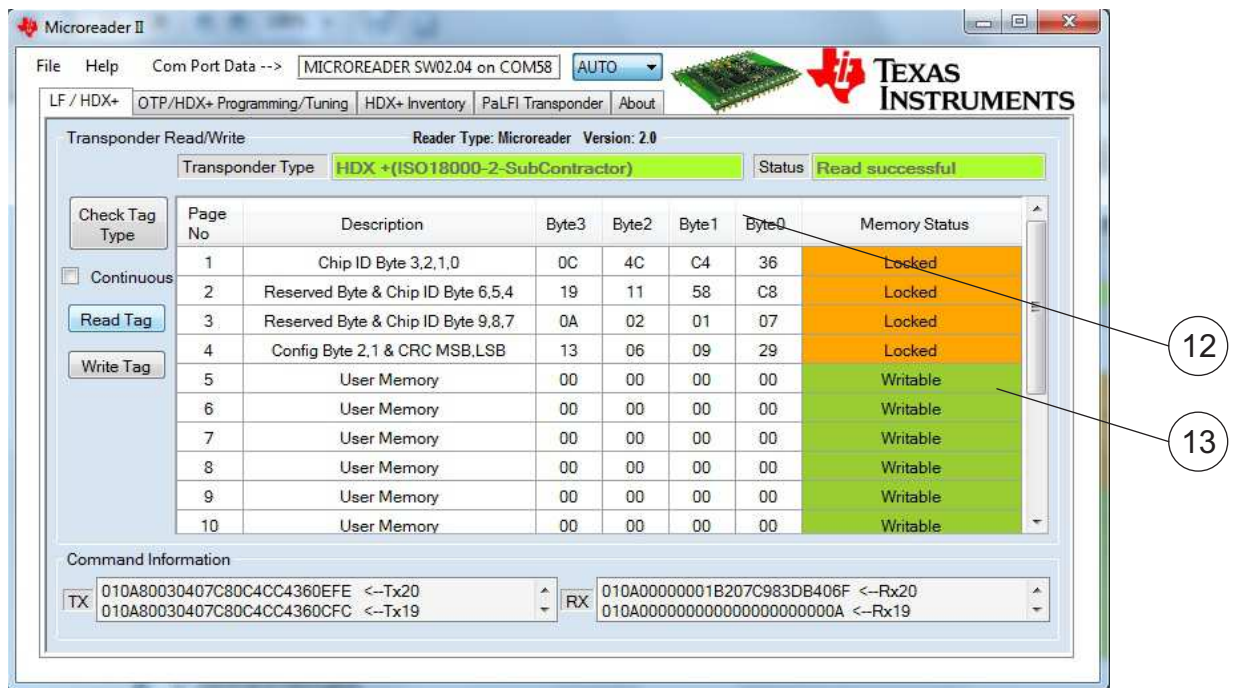 Microreader II
File Help Com Port Data --> MICROREADER SW02.04 on COM58 AUTO
TEXAS
INSTRUMENTS
LF / HDX+ OTP/HDX+ Programming/Tuning HDX+ Inventory PaLFI Transponder About
Transponder Read/Write Reader Type: Microreader Version: 2.0
Transponder Type HDX +(ISO18000-2-SubContractor) Status Read successful
Check Tag
Type
Continuous
Read Tag
Write Tag
Page
No Description Byte3 Byte2 Byte1 Byte0 Memory Status
1 Chip ID Byte 3,2,1,0 0C 4C C4 36 Locked
2 Reserved Byte & Chip ID Byte 6,5,4 19 11 58 C8 Locked
3 Reserved Byte & Chip ID Byte 9,8,7 0A 02 01 07 Locked
4 Config Byte 2,1 & CRC MSB,LSB 13 06 09 29 Locked
5 User Memory 00 00 00 00 Writable
6 User Memory 00 00 00 00 Writable
7 User Memory 00 00 00 00 Writable
8 User Memory 00 00 00 00 Writable
9 User Memory 00 00 00 00 Writable
10 User Memory 00 00 00 00 Writable
12
13
Command Information
TX 010A80030407C80C4CC4360EFE <--Tx20
010A80030407C80C4CC4360CFC <--Tx19
RX 010A00000001B207C983DB406F <--Rx20
010A00000000000000000000000A <--Rx19